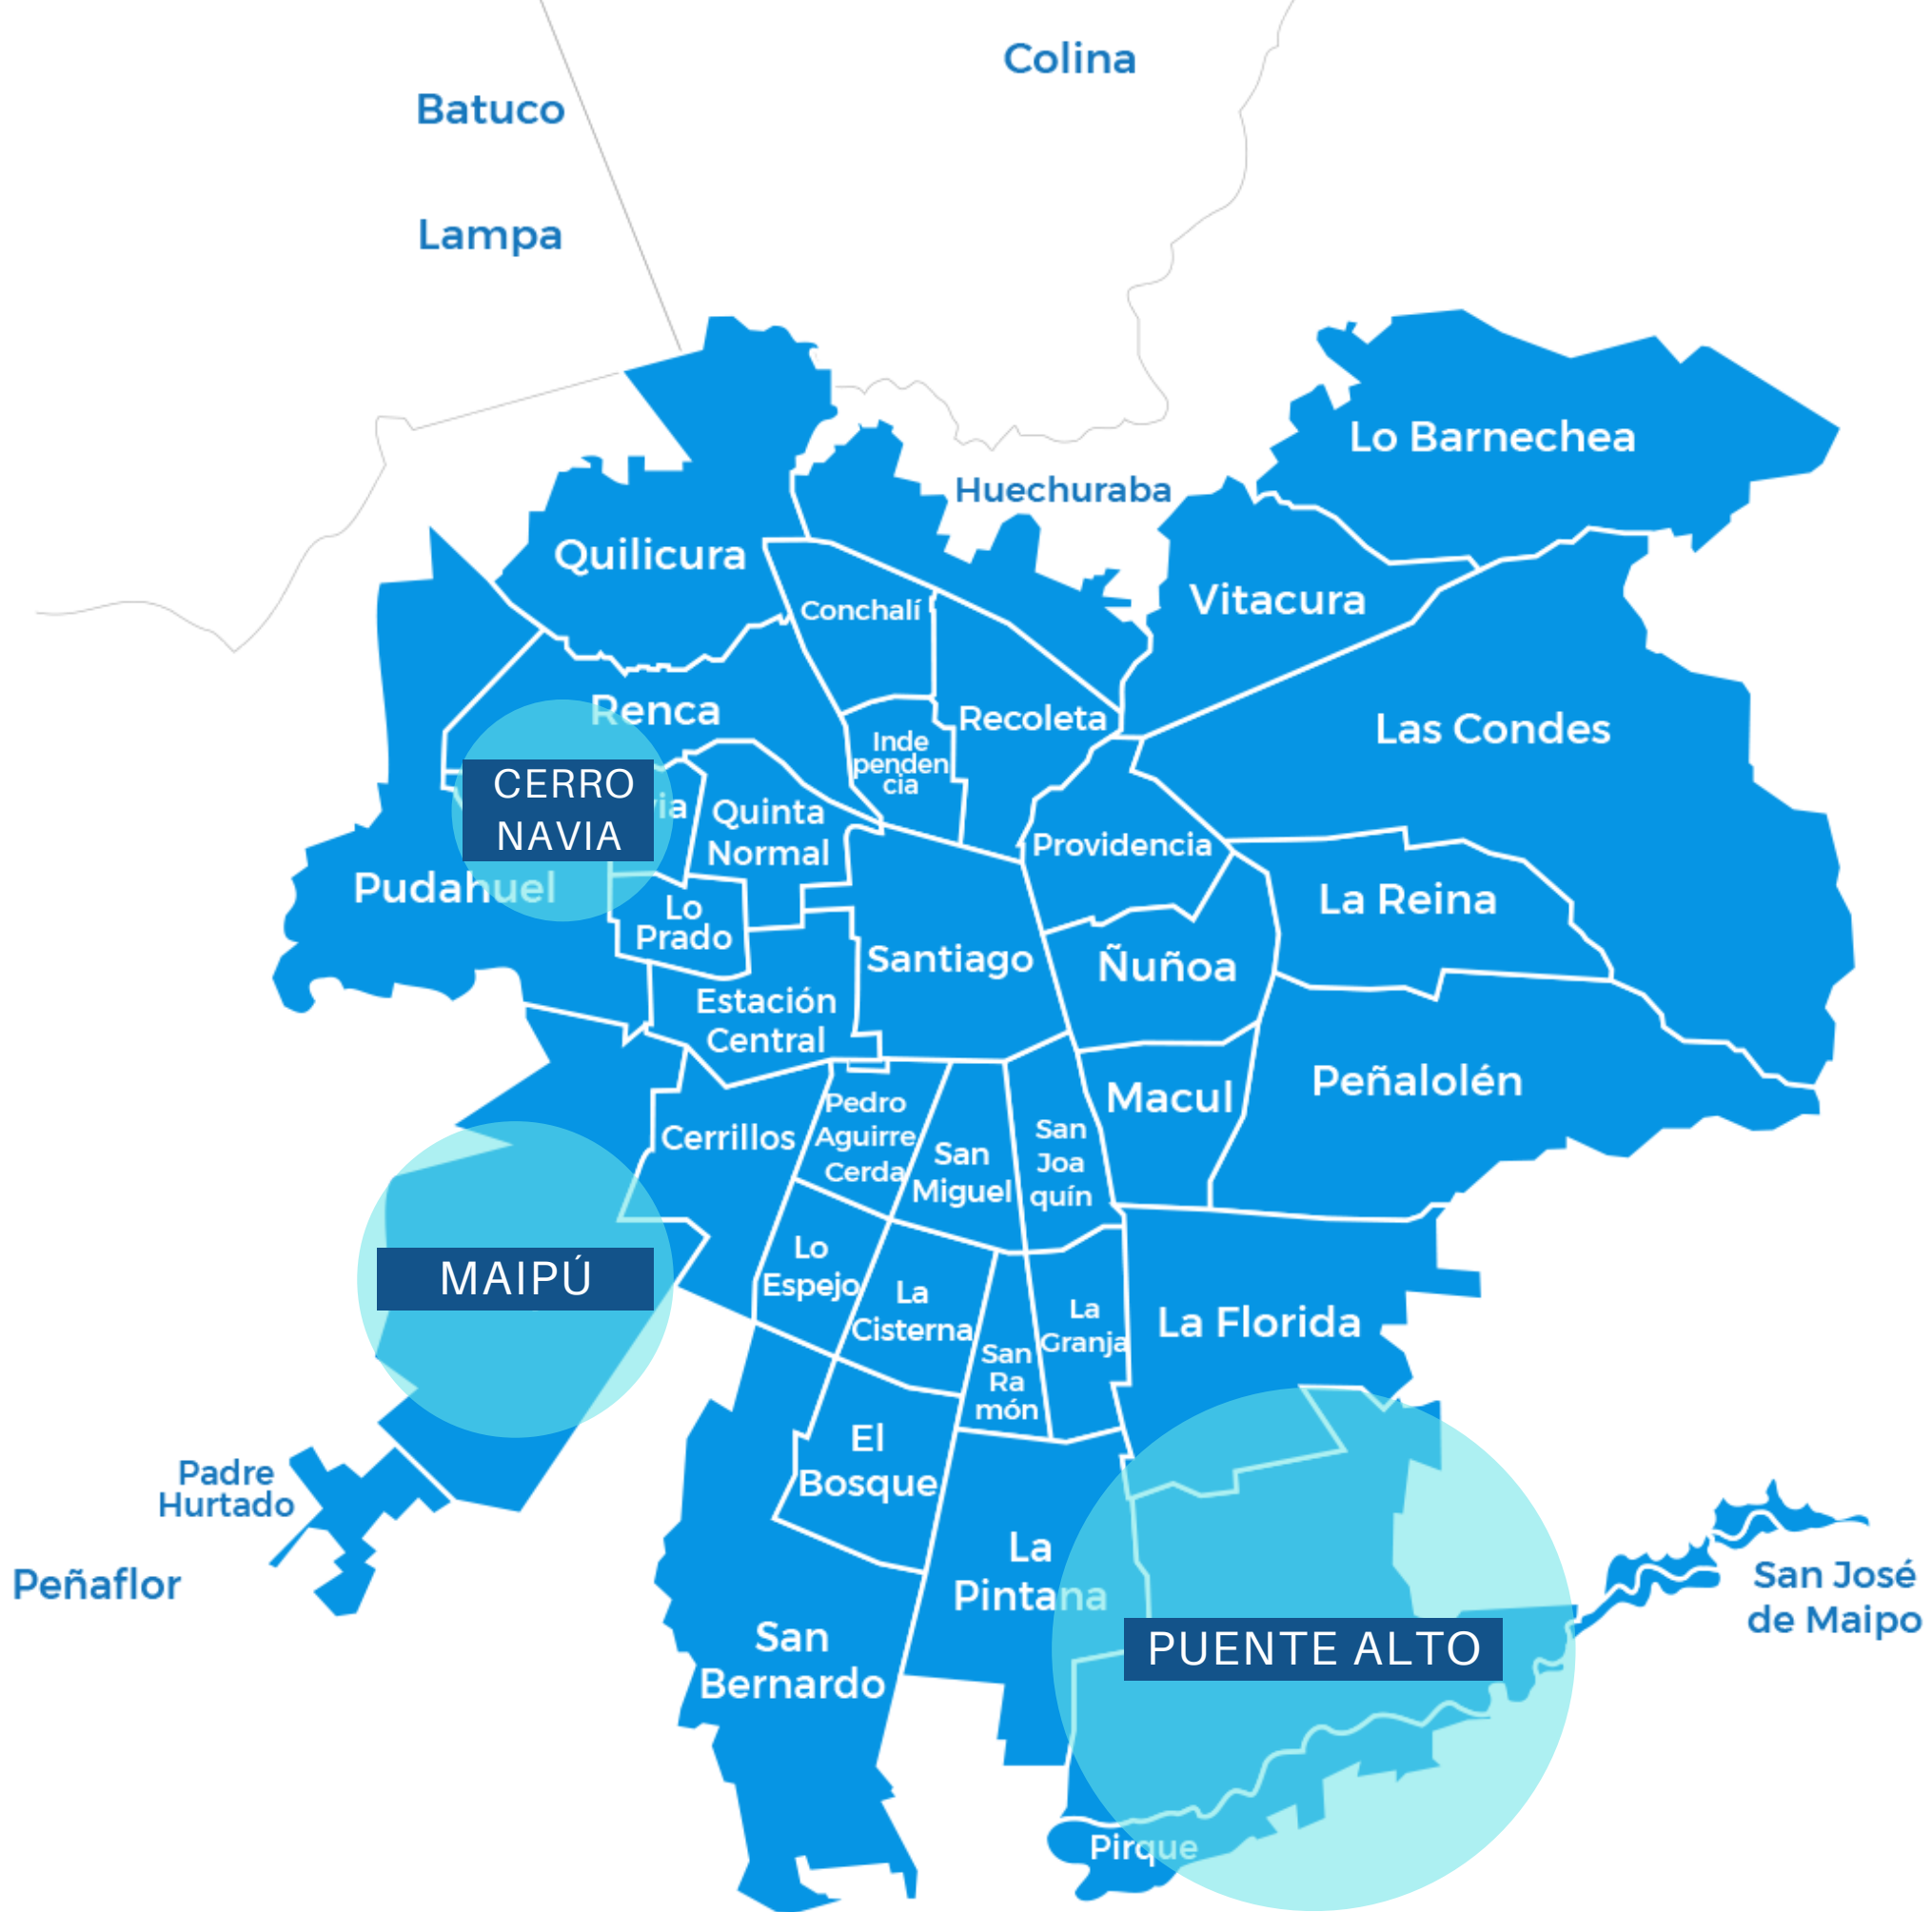 Colina
Batuco
Lampa
Lo Barnechea
Huechuraba
Quilicura
Vitacura
Conchalí
Renca
Recoleta
Las Condes
Inde
penden
cia
CERRO
NAVIA
via
Quinta
Normal
Providencia
Pudahuel
La Reina
Lo
Prado
Santiago
Ñuñoa
Estación
Central
Peñalolén
Macul
Pedro
Aguirre
Cerda
Cerrillos
San
Miguel
San
Joa
quín
MAIPÚ
Lo
Espejo
La
Cisterna
La
Granja
La Florida
San
Ra
món
El
Bosque
Padre
Hurtado
La
Pintana
Peñaflor
San José
de Maipo
PUENTE ALTO
San
Bernardo
Pirque